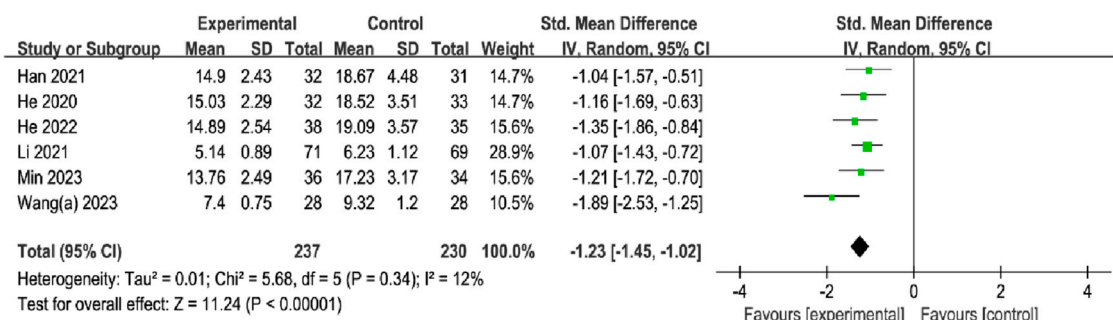 Experimental Control Std. Mean Difference Std. Mean Difference
Study or Subgroup Mean SD Total Mean SD Total Weight IV, Random, 95% CI IV, Random, 95% CI
Han 2021 14.9 2.43 32 18.67 4.48 31 14.7% -1.04 [-1.57, -0.51]
He 2020 15.03 2.29 32 18.52 3.51 33 14.7% -1.16 [-1.69, -0.63]
He 2022 14.89 2.54 38 19.09 3.57 35 15.6% -1.35 [-1.86, -0.84]
Li 2021 5.14 0.89 71 6.23 1.12 69 28.9% -1.07 [-1.43, -0.72]
Min 2023 13.76 2.49 36 17.23 3.17 34 15.6% -1.21 [-1.72, -0.70]
Wang(a) 2023 7.4 0.75 28 9.32 1.2 28 10.5% -1.89 [-2.53, -1.25]
Total (95% CI) 237 230 100.0% -1.23 [-1.45, -1.02]
Heterogeneity: Tau² = 0.01; Chi² = 5.68, df = 5 (P = 0.34); I² = 12%
Test for overall effect: Z = 11.24 (P < 0.00001)
-4 -2 0 2 4
Favours [experimental] Favours [control]